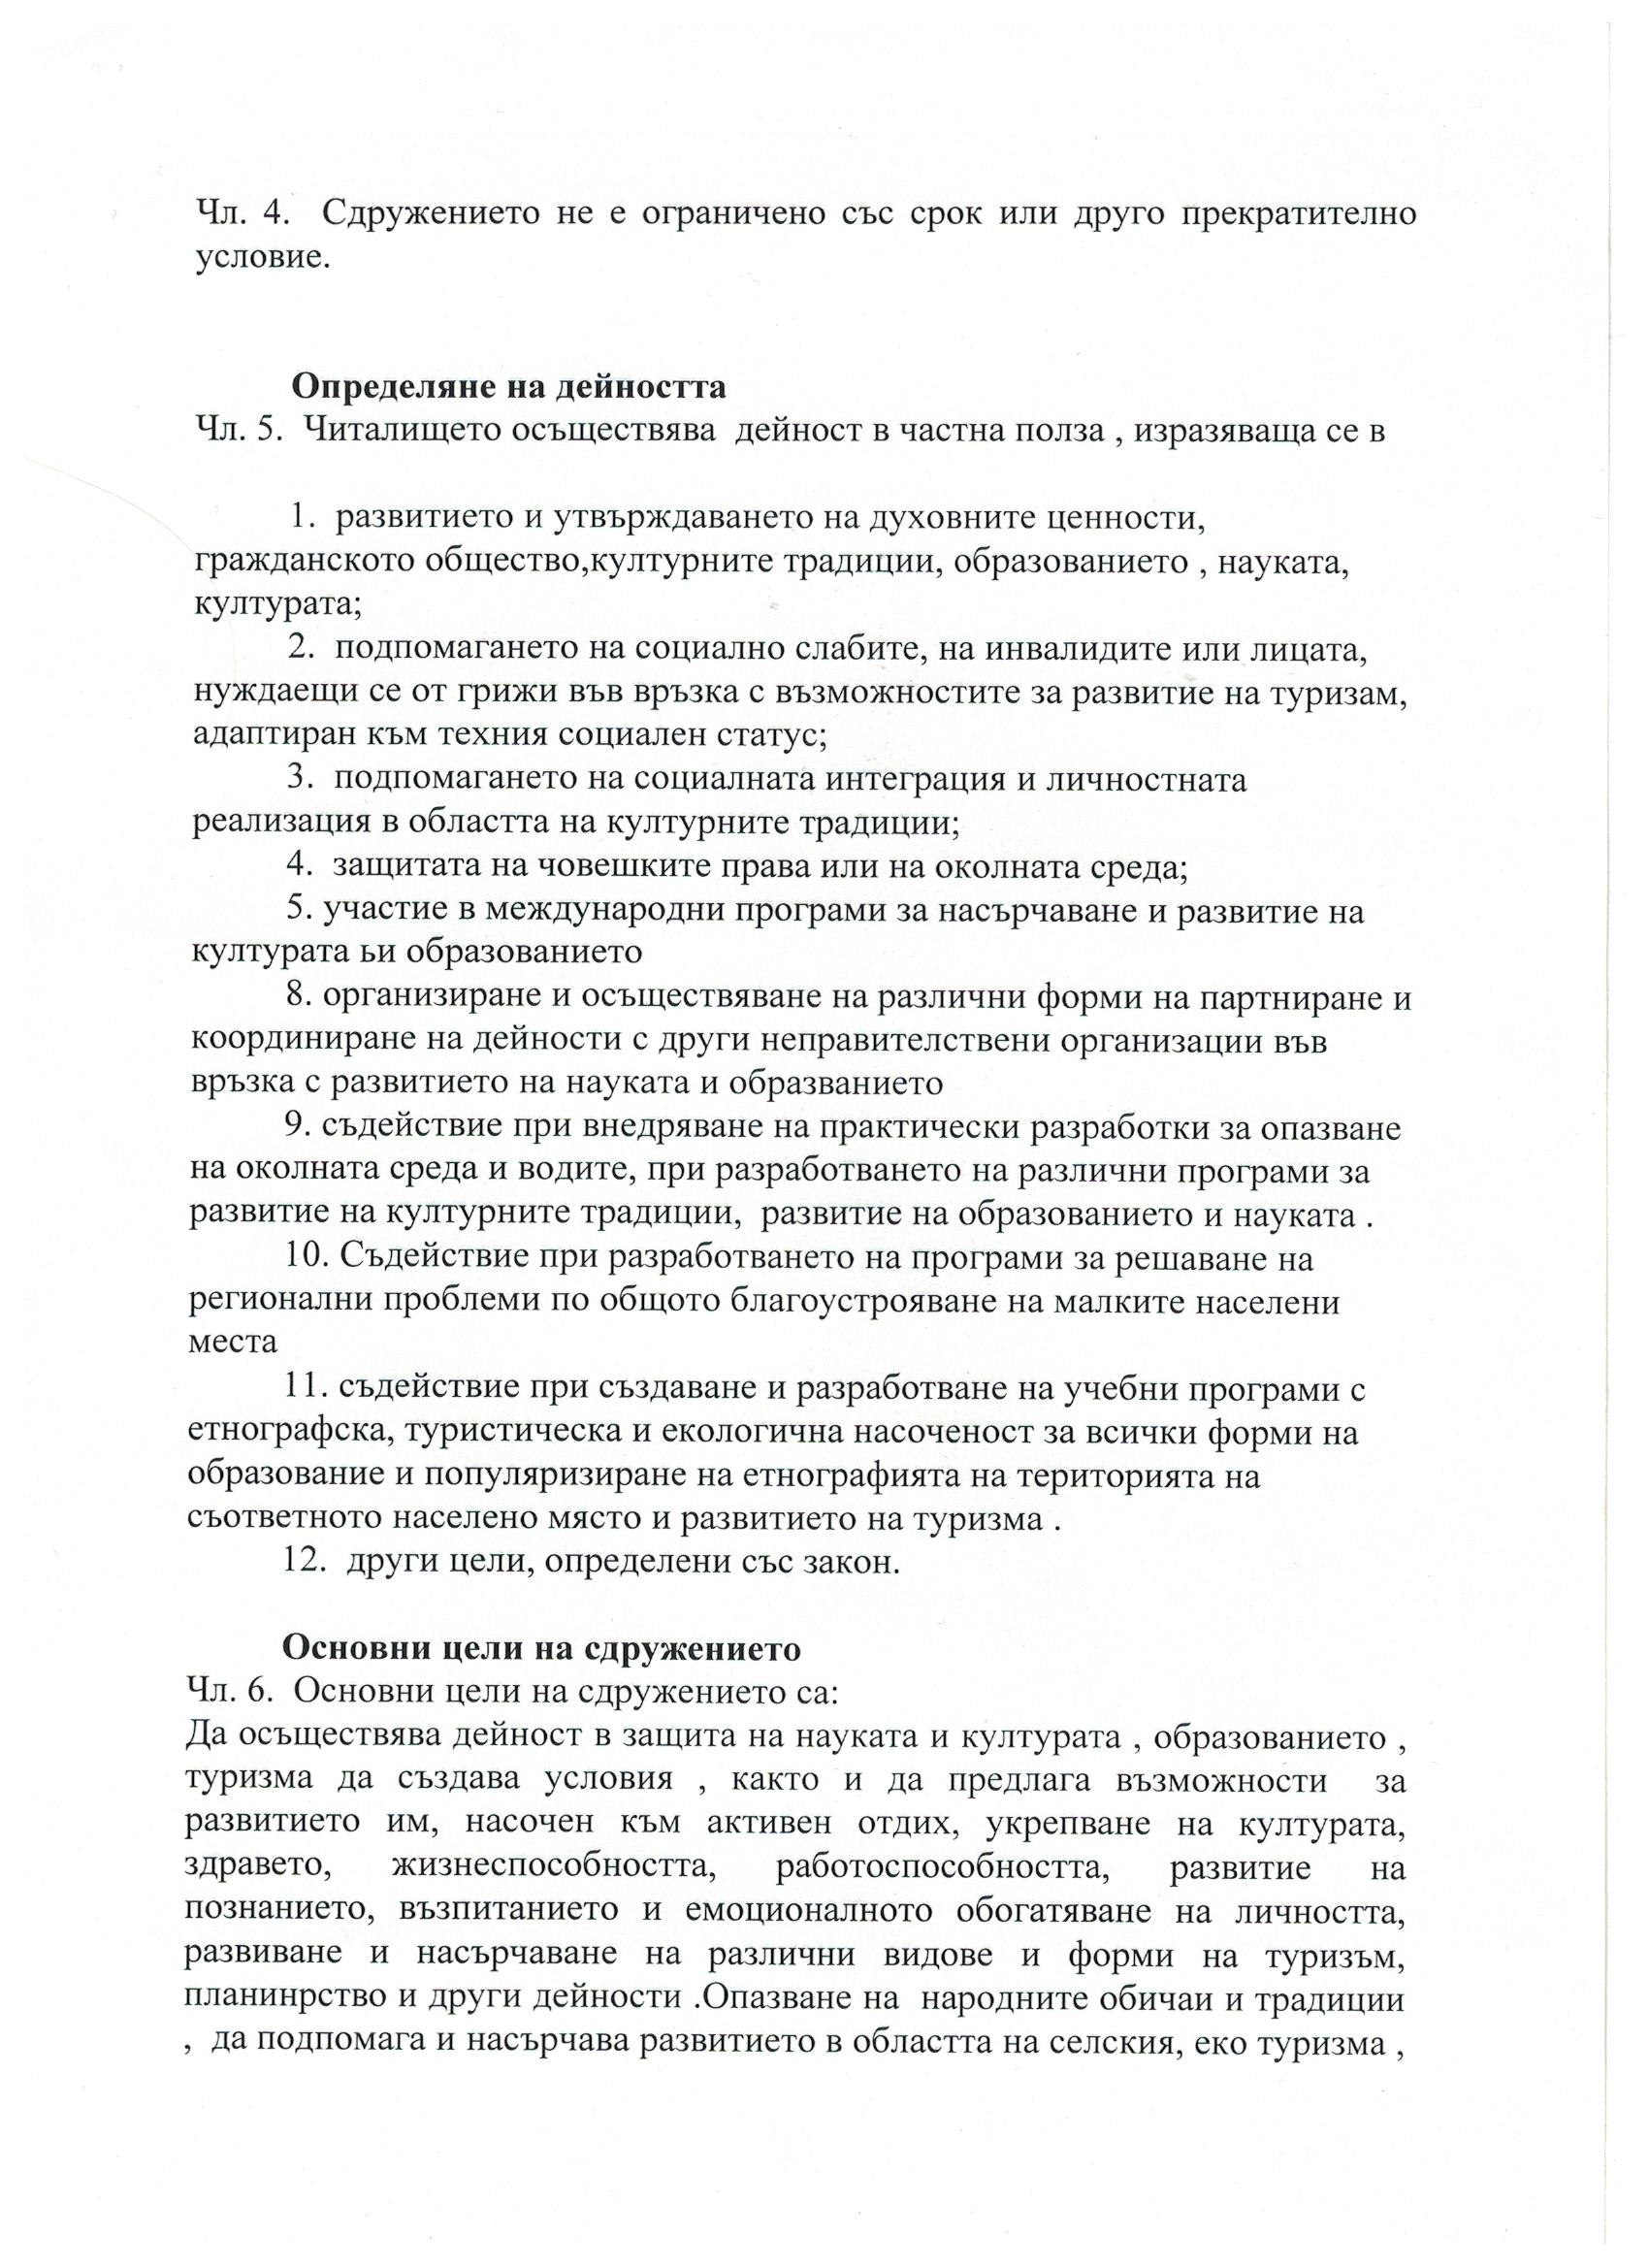 Чл. 4. Сдружението не е ограничено със срок или друго прекратително
условие.
Определяне на дейността
Чл. 5. Читалището осъществява дейност в частна полза , изразяваща се в
1. развитието и утвърждаването на духовните ценности,
гражданското общество,културните традиции, образованието , науката,
културата;
2. подпомагането на социално слабите, на инвалидите или лицата,
нуждаещи се от грижи във връзка с възможностите за развитие на туризам,
адаптиран към техния социален статус;
3. подпомагането на социалната интеграция и личностната
реализация в областта на културните традиции;
4. защитата на човешките права или на околната среда;
5. участие в международни програми за насърчаване и развитие на
културата ьи образованието
8. организиране и осъществяване на различни форми на партниране и
координиране на дейности с други неправителствени организации във
връзка с развитието на науката и образванието
9. съдействие при внедряване на практически разработки за опазване
на околната среда и водите, при разработването на различни програми за
развитие на културните традиции, развитие на образованието и науката .
10. Съдействие при разработването на програми за решаване на
регионални проблеми по общото благоустрояване на малките населени
места
11. съдействие при създаване и разработване на учебни програми с
етнографска, туристическа и екологична насоченост за всички форми на
образование и популяризиране на етнографията на територията на
съответното населено място и развитието на туризма .
12. други цели, определени със закон.
Основни цели на сдружението
Чл. 6. Основни цели на сдружението са:
Да осъществява дейност в защита на науката и културата , образованието ,
туризма да създава условия , както и да предлага възможности за
развитието им, насочен към активен отдих, укрепване на културата,
здравето, жизнеспособността, работоспособността, развитие на
познанието, възпитанието и емоционалното обогатяване на личността,
развиване и насърчаване на различни видове и форми на туризъм,
планинрство и други дейности .Опазване на народните обичаи и традиции
, да подпомага и насърчава развитието в областта на селския, еко туризма ,